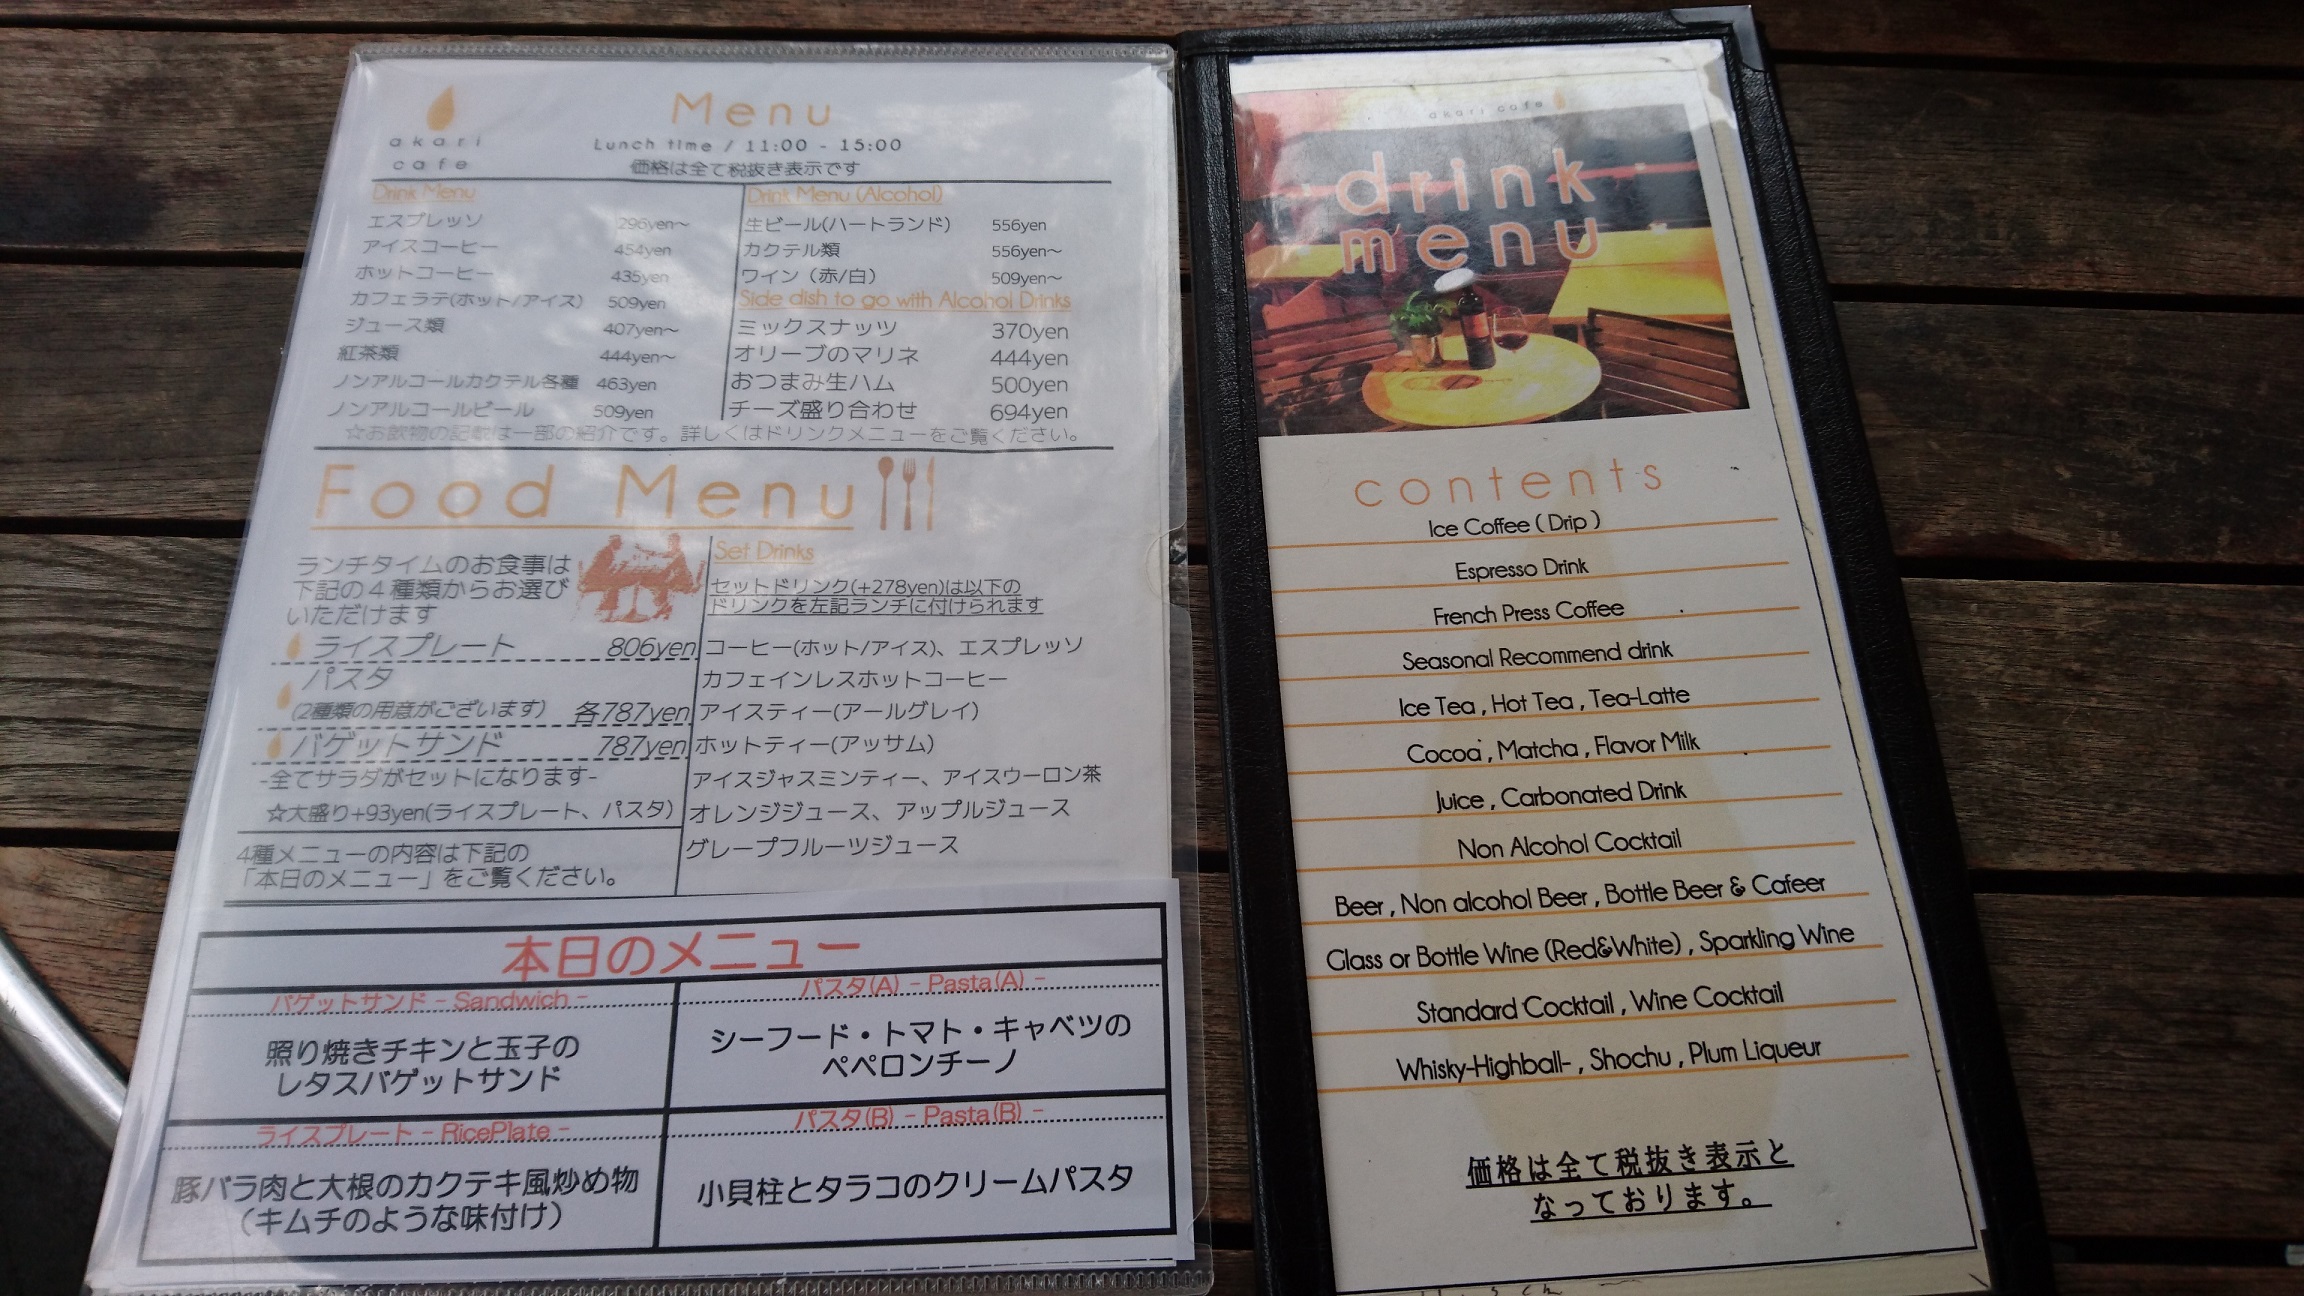 akari
cafe
Menu
Lunch time / 11:00 - 15:00
価格は全て税抜き表示です
Drink Menu
エスプレッソ 296yen～
アイスコーヒー 454yen
ホットコーヒー 435yen
カフェラテ(ホット/アイス) 509yen
ジュース類 407yen～
紅茶類 444yen～
ノンアルコールカクテル各種 463yen
ノンアルコールビール 509yen
Drink Menu (Alcohol)
生ビール(ハートランド) 556yen
カクテル類 556yen～
ワイン（赤/白） 509yen～
Side dish to go with Alcohol Drinks
ミックスナッツ 370yen
オリーブのマリネ 444yen
おつまみ生ハム 500yen
チーズ盛り合わせ 694yen
☆お飲物の記載は一部の紹介です。詳しくはドリンクメニューをご覧ください。
Food Menu
ランチタイムのお食事は
下記の４種類からお選び
いただけます
ライスプレート 806yen
パスタ
(2種類の用意がございます) 各787yen
バゲットサンド 787yen
-全てサラダがセットになります-
☆大盛り+93yen(ライスプレート、パスタ)
4種メニューの内容は下記の
「本日のメニュー」をご覧ください。
Set Drinks
セットドリンク(+278yen)は以下の
ドリンクを左記ランチに付けられます
コーヒー(ホット/アイス)、エスプレッソ
カフェインレスホットコーヒー
アイスティー(アールグレイ)
ホットティー(アッサム)
アイスジャスミンティー、アイスウーロン茶
オレンジジュース、アップルジュース
グレープフルーツジュース
本日のメニュー
バゲットサンド - Sandwich -
照り焼きチキンと玉子の
レタスバゲットサンド
パスタ(A) - Pasta(A) -
シーフード・トマト・キャベツの
ペペロンチーノ
ライスプレート - RicePlate -
豚バラ肉と大根のカクテキ風炒め物
（キムチのような味付け）
パスタ(B) - Pasta(B) -
小貝柱とタラコのクリームパスタ
akari cafe
drink
menu
contents
Ice Coffee ( Drip )
Espresso Drink
French Press Coffee
Seasonal Recommend drink
Ice Tea , Hot Tea , Tea-Latte
Cocoa , Matcha , Flavor Milk
Juice , Carbonated Drink
Non Alcohol Cocktail
Beer , Non alcohol Beer , Bottle Beer & Cafeer
Glass or Bottle Wine (Red&White) , Sparkling Wine
Standard Cocktail , Wine Cocktail
Whisky-Highball- , Shochu , Plum Liqueur
価格は全て税抜き表示と
なっております。